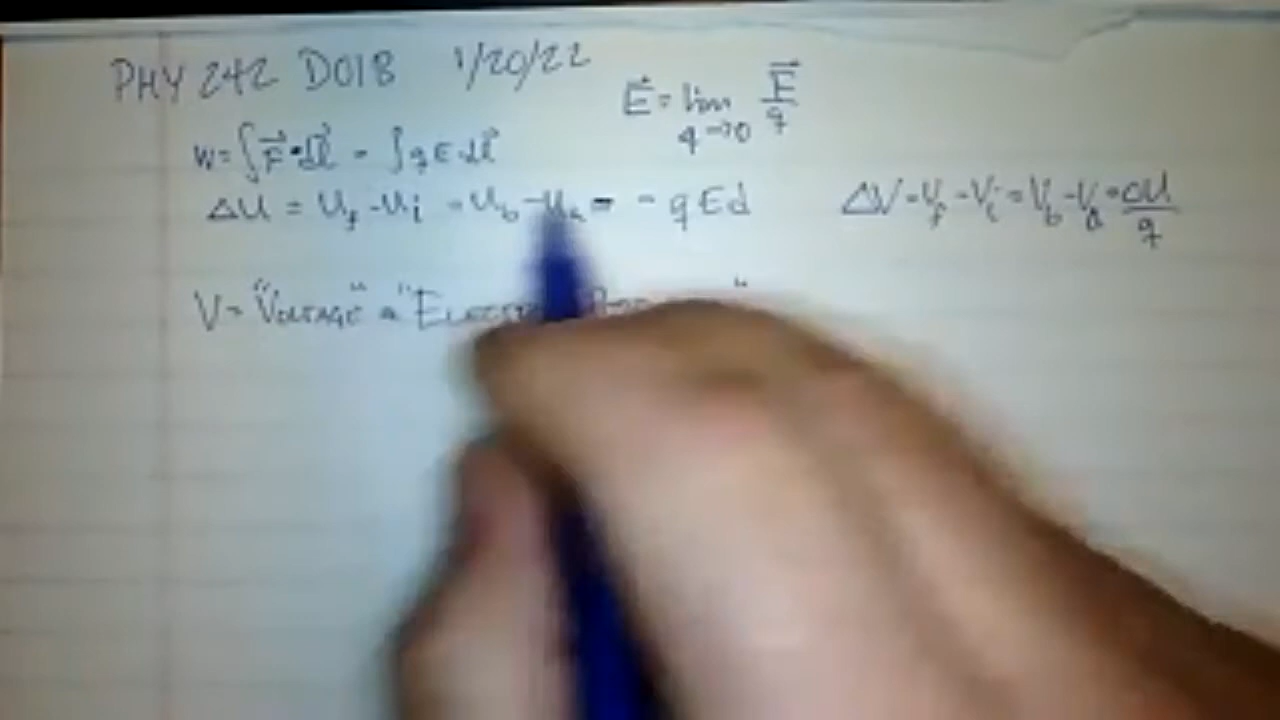 PHY 242 D01B 1/20/22
E⃗ = lim q→0 F⃗/q
W = ∫F⃗•dl⃗ = ∫qE dl⃗
ΔU = U_f - U_i = U_b - U_a = - qEd
ΔV = V_f - V_i = V_b - V_a = ΔU/q
V = "VOLTAGE" =